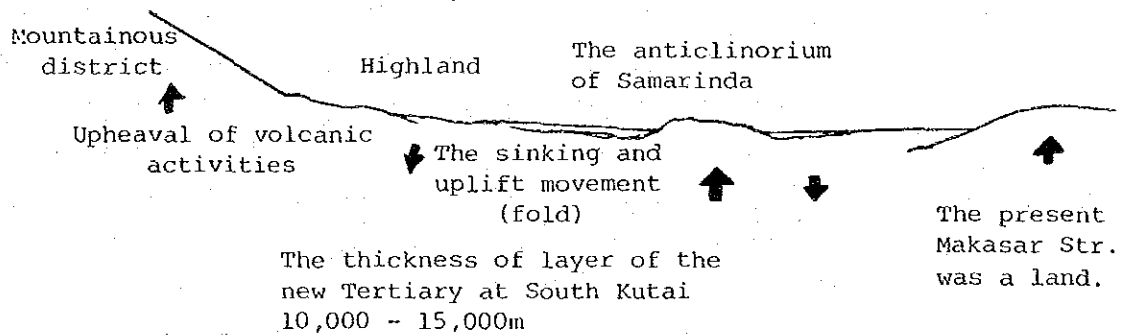 Mountainous
district
Highland
The anticlinorium
of Samarinda
Upheaval of volcanic
activities
The sinking and
uplift movement
(fold)
The present
Makasar Str.
was a land.
The thickness of layer of the
new Tertiary at South Kutai
10,000 - 15,000m